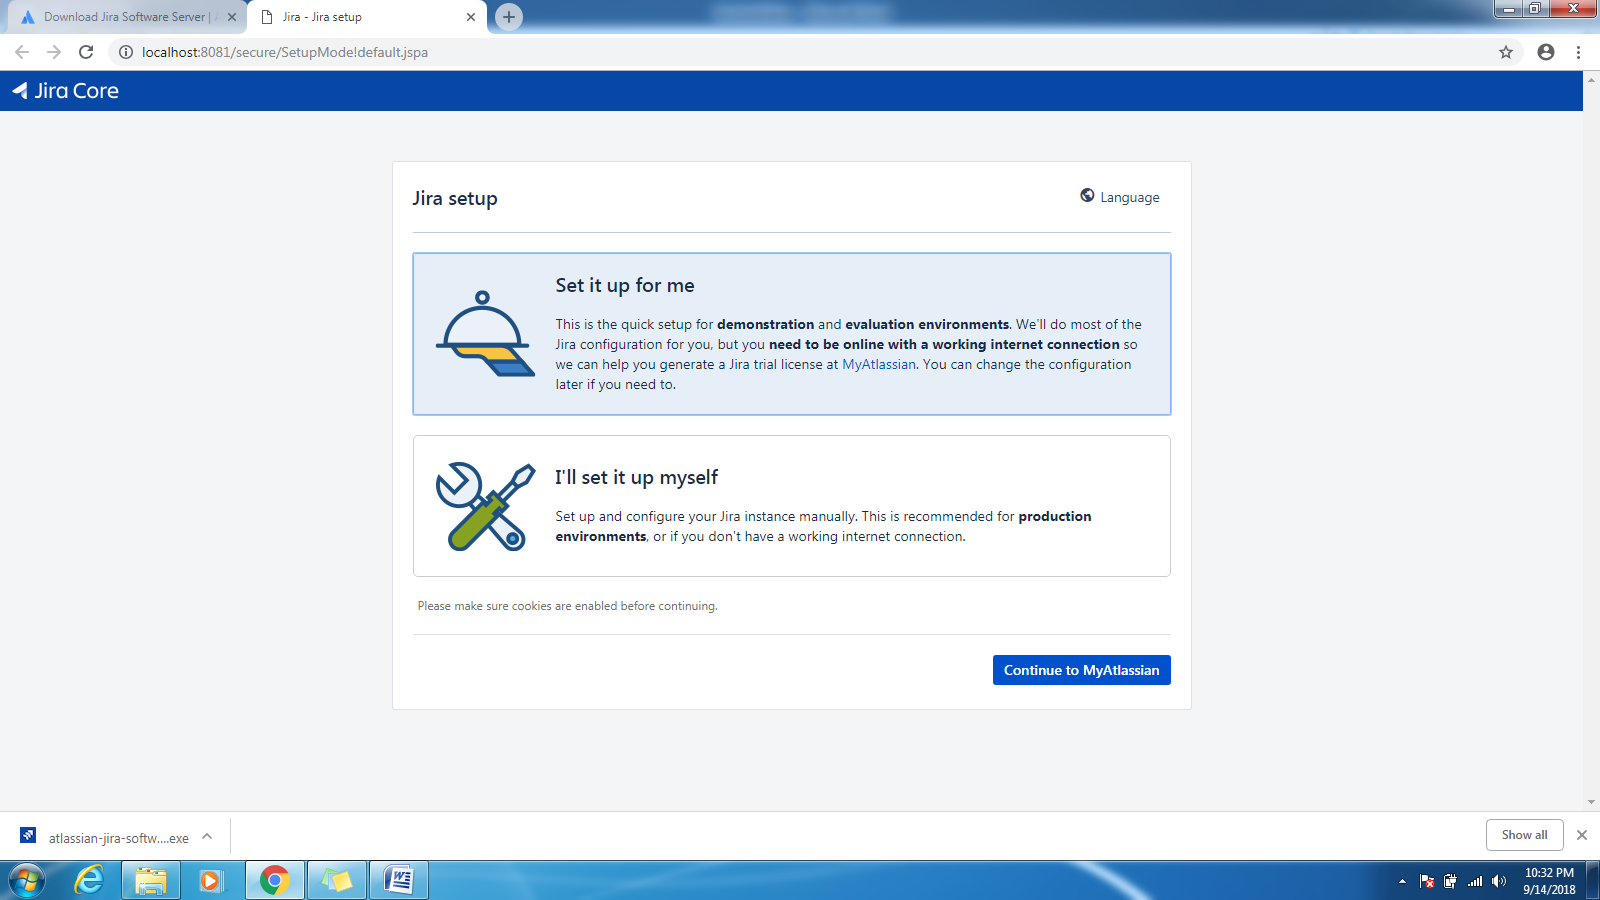 Download Jira Software Server |
Jira - Jira setup
localhost:8081/secure/SetupMode!default.jspa
Jira Core
Jira setup
Language
Set it up for me
This is the quick setup for demonstration and evaluation environments. We'll do most of the
Jira configuration for you, but you need to be online with a working internet connection so
we can help you generate a Jira trial license at MyAtlassian. You can change the configuration
later if you need to.
I'll set it up myself
Set up and configure your Jira instance manually. This is recommended for production
environments, or if you don't have a working internet connection.
Please make sure cookies are enabled before continuing.
Continue to MyAtlassian
atlassian-jira-softw....exe
Show all
10:32 PM
9/14/2018